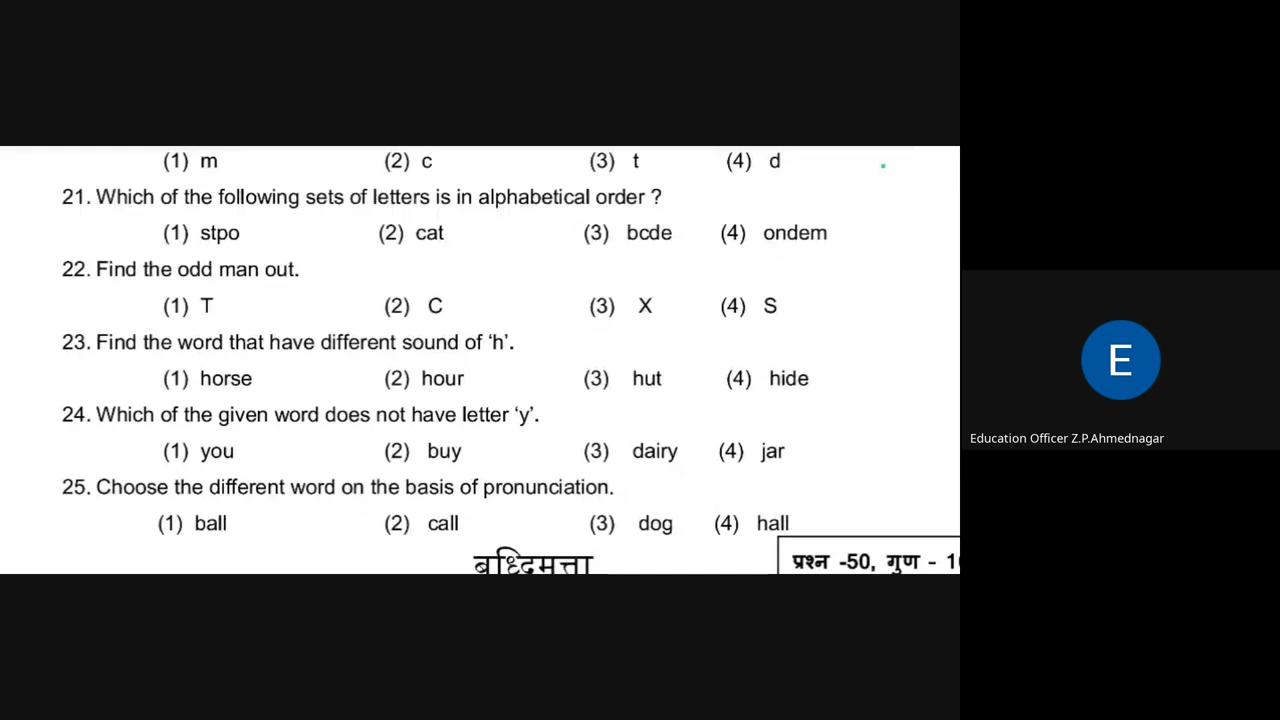 (1) m (2) c (3) t (4) d
21. Which of the following sets of letters is in alphabetical order ?
(1) stpo (2) cat (3) bcde (4) ondem
22. Find the odd man out.
(1) T (2) C (3) X (4) S
23. Find the word that have different sound of ‘h’.
(1) horse (2) hour (3) hut (4) hide
24. Which of the given word does not have letter ‘y’.
(1) you (2) buy (3) dairy (4) jar
25. Choose the different word on the basis of pronunciation.
(1) ball (2) call (3) dog (4) hall
प्रश्न -50, गुण - 1
E
Education Officer Z.P.Ahmednagar